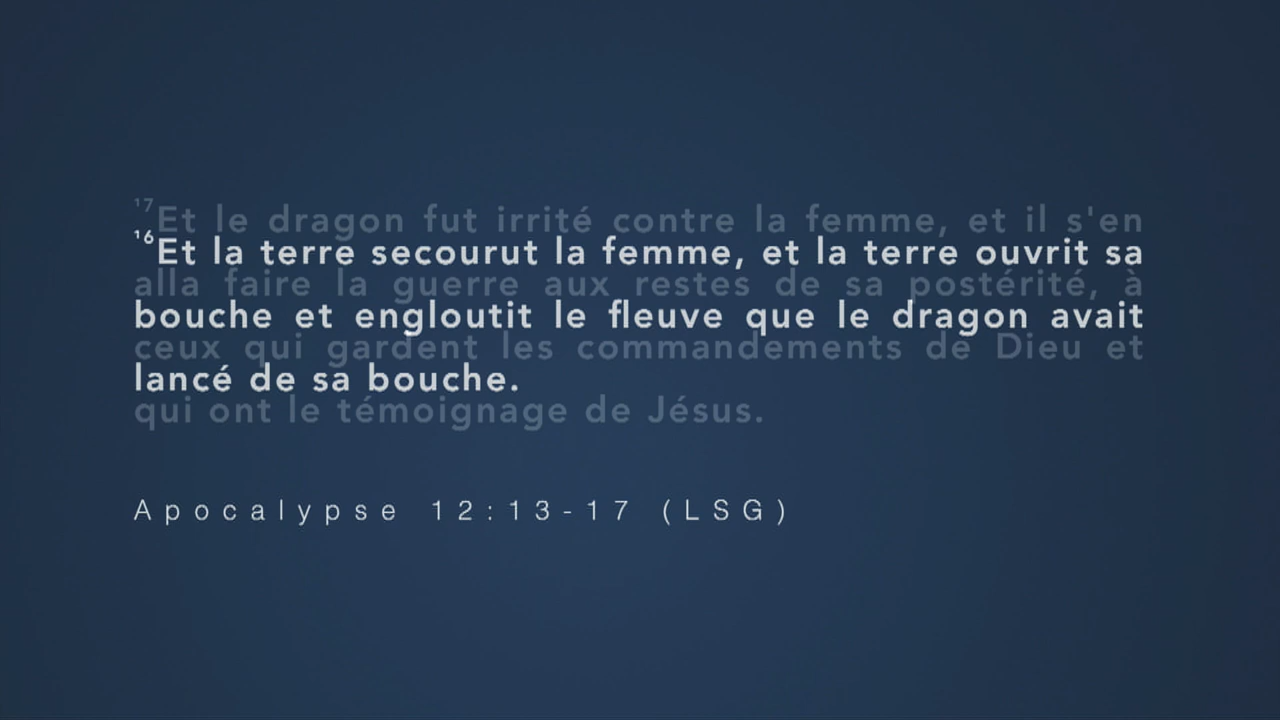 ¹⁷Et le dragon fut irrité contre la femme, et il s'en
¹⁶Et la terre secourut la femme, et la terre ouvrit sa
alla faire la guerre aux restes de sa postérité, à
bouche et engloutit le fleuve que le dragon avait
ceux qui gardent les commandements de Dieu et
lancé de sa bouche.
qui ont le témoignage de Jésus.
Apocalypse 12:13-17 (LSG)